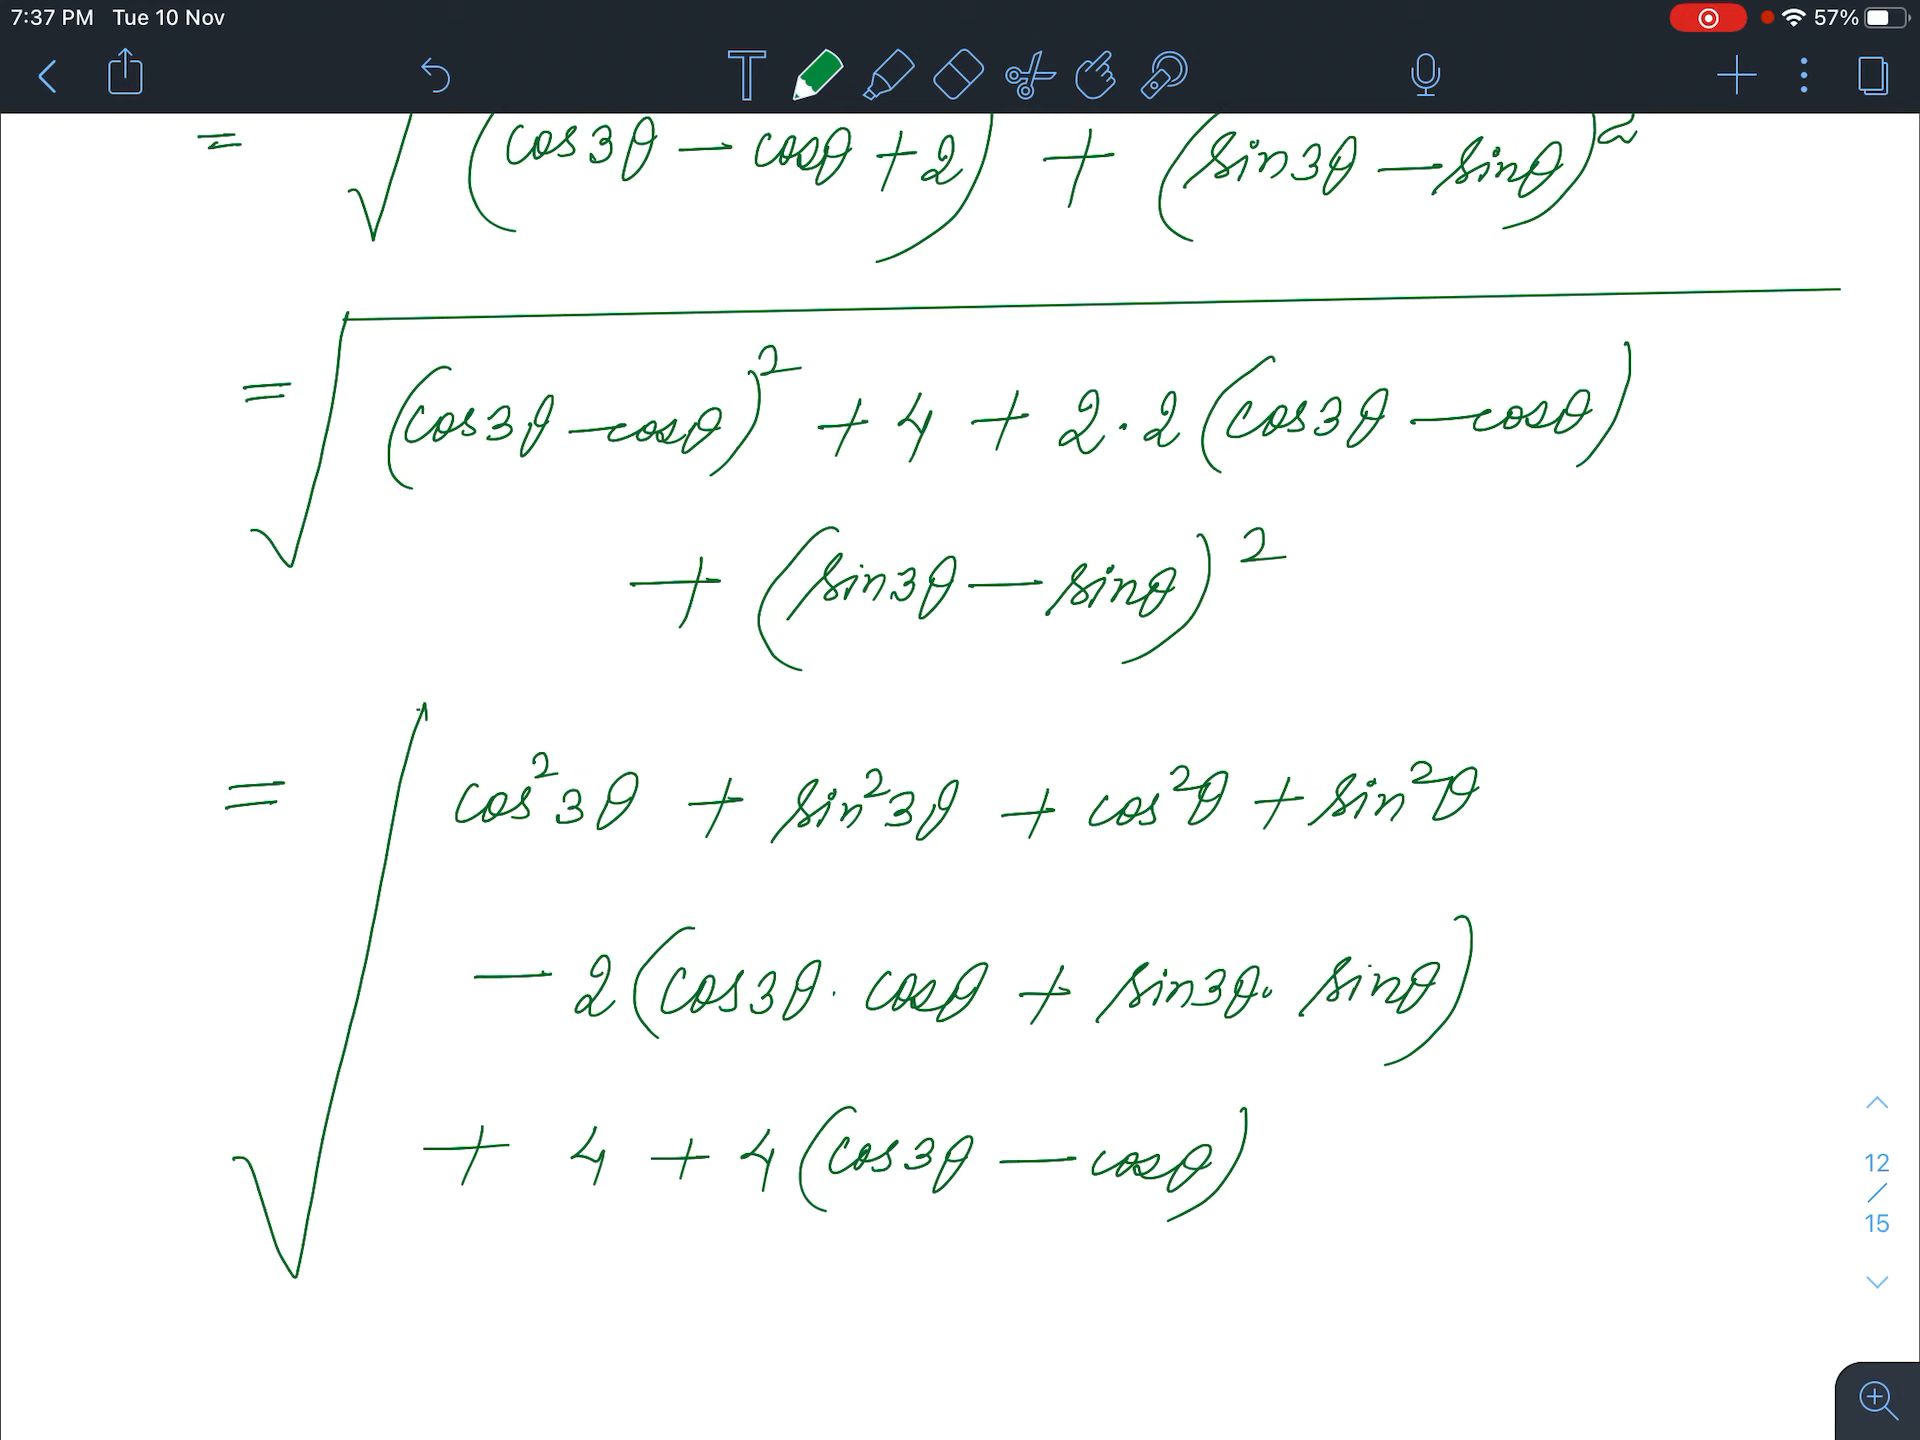 7:37 PM Tue 10 Nov 57%
T
= √ (cos3θ − cosθ + 2) + (sin3θ − sinθ)²
= √ (cos3θ − cosθ)² + 4 + 2·2 (cos3θ − cosθ)
+ (sin3θ − sinθ)²
= √ cos²3θ + sin²3θ + cos²θ + sin²θ
− 2 (cos3θ · cosθ + sin3θ · sinθ)
+ 4 + 4 (cos3θ − cosθ)
12
/
15